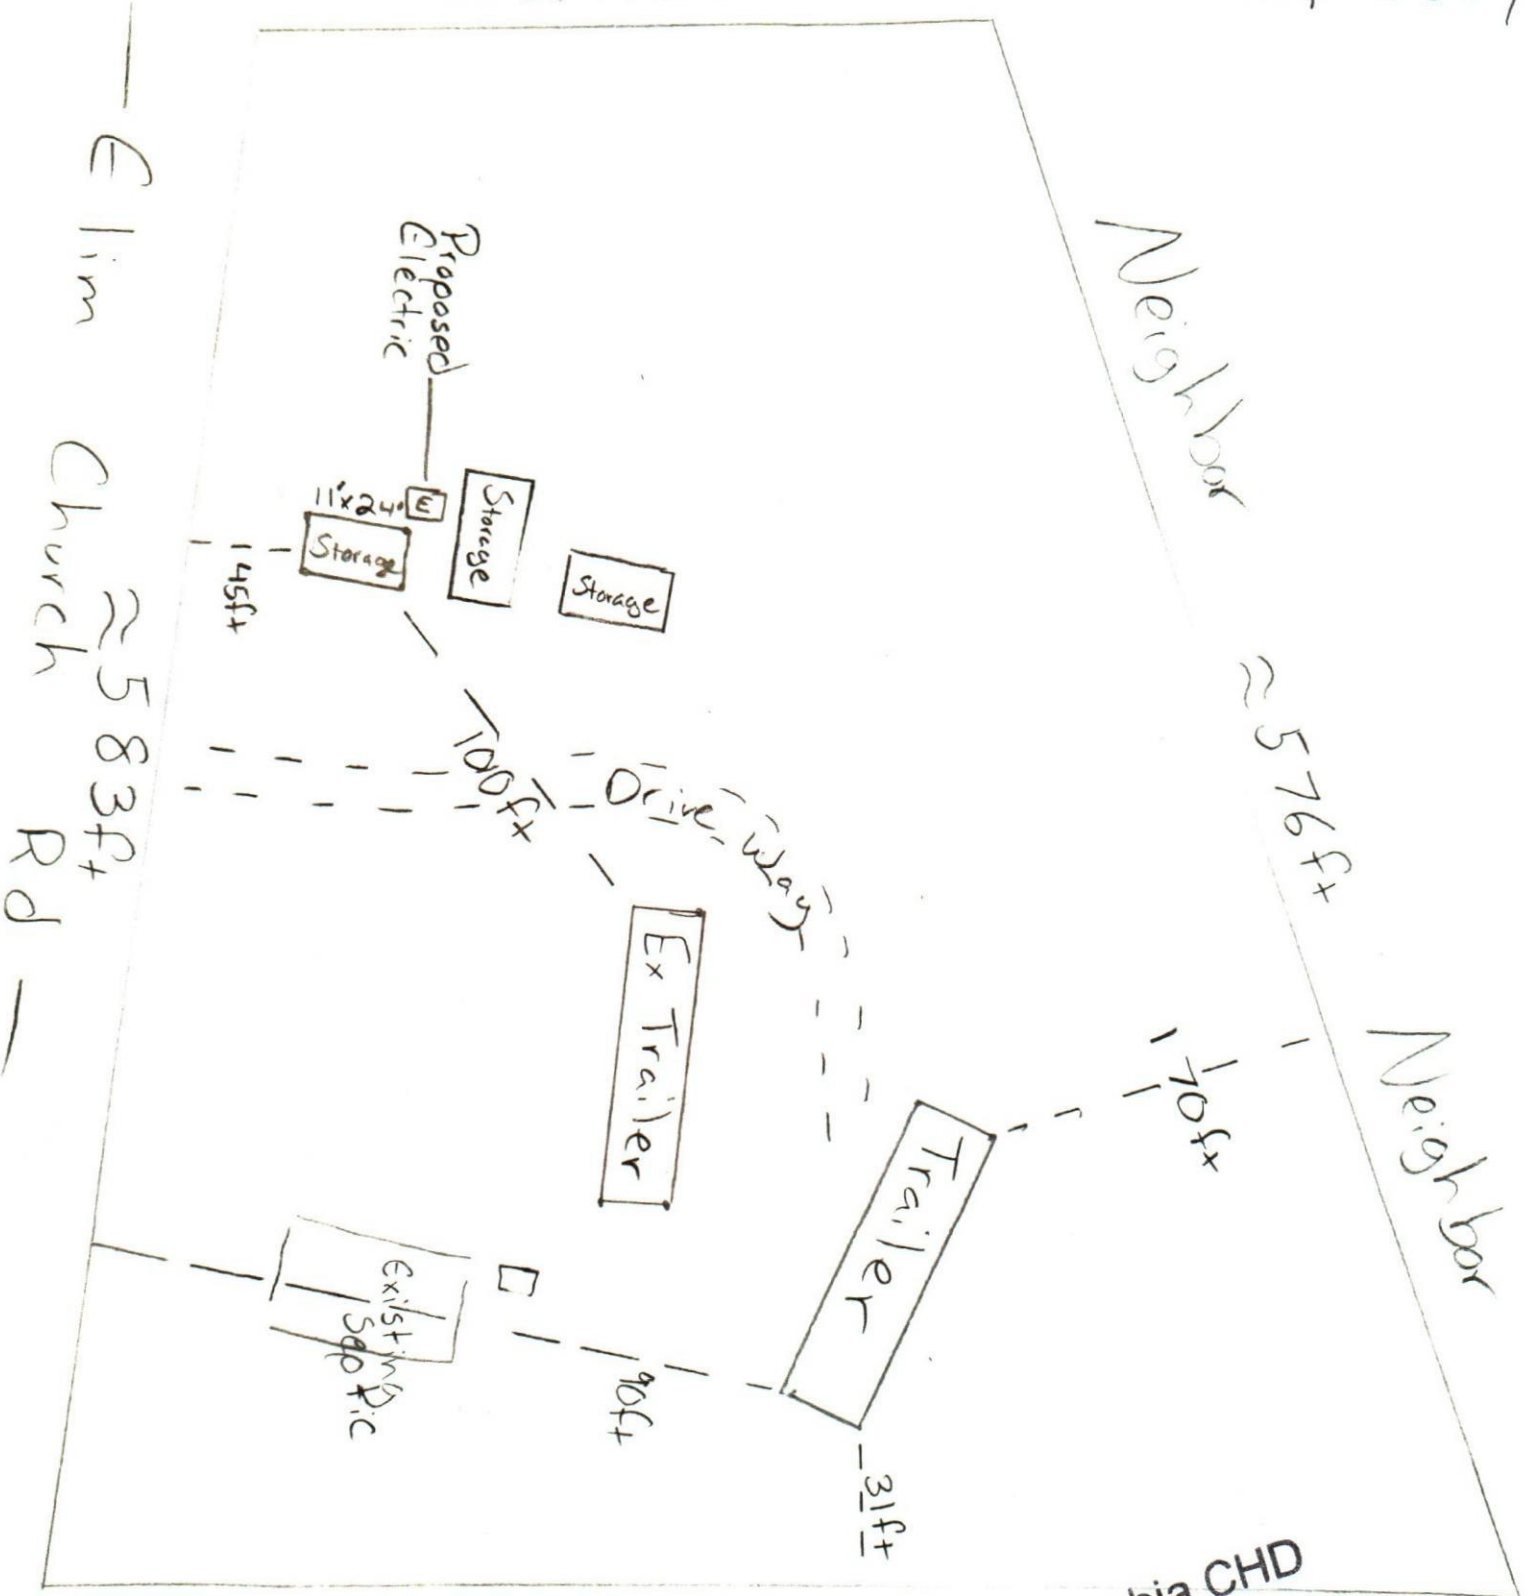 Elim Church Rd
≈583ft
Neighbor
≈576ft
Neighbor
Proposed
Electric
E
11'x24'
Storage
Storage
Storage
45ft
100ft
Drive way
Ex Trailer
Trailer
70ft
Existing
Septic
90ft
31ft
CHD